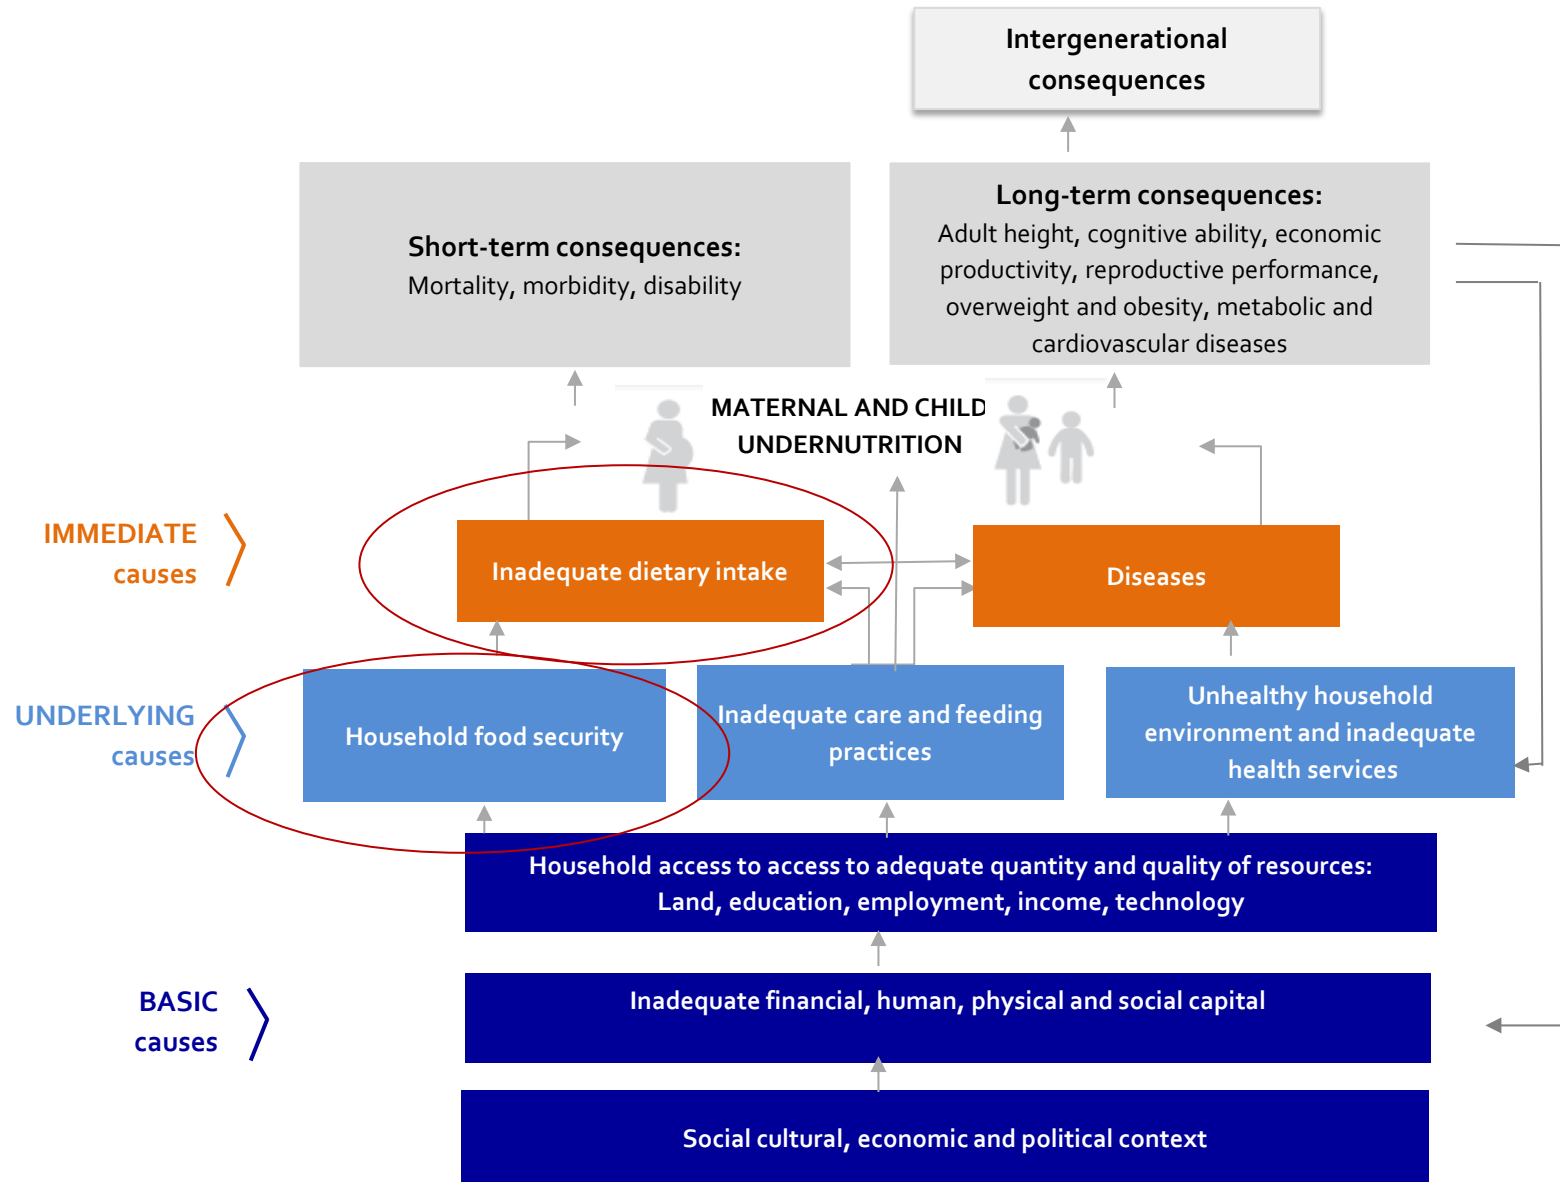 Intergenerational
consequences
Short-term consequences:
Mortality, morbidity, disability
Long-term consequences:
Adult height, cognitive ability, economic
productivity, reproductive performance,
overweight and obesity, metabolic and
cardiovascular diseases
MATERNAL AND CHILD
UNDERNUTRITION
IMMEDIATE
causes
Inadequate dietary intake
Diseases
UNDERLYING
causes
Household food security
Inadequate care and feeding
practices
Unhealthy household
environment and inadequate
health services
Household access to access to adequate quantity and quality of resources:
Land, education, employment, income, technology
BASIC
causes
Inadequate financial, human, physical and social capital
Social cultural, economic and political context